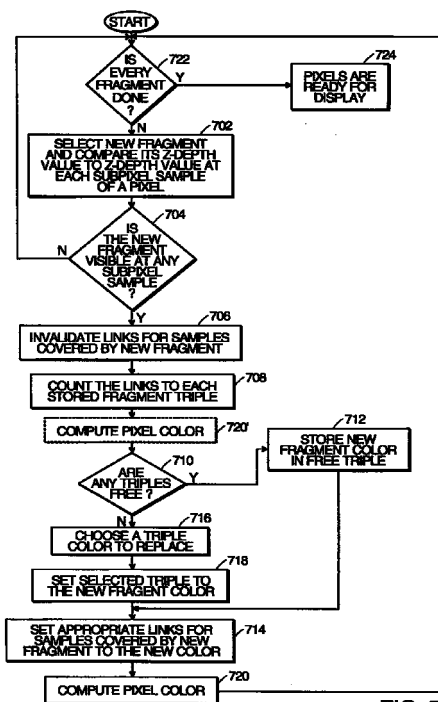 START
IS
EVERY
FRAGMENT
DONE
?
722
Y
724
PIXELS ARE
READY FOR
DISPLAY
N
702
SELECT NEW FRAGMENT
AND COMPARE ITS Z-DEPTH
VALUE TO Z-DEPTH VALUE AT
EACH SUBPIXEL SAMPLE
OF A PIXEL
704
IS
THE NEW
FRAGMENT
VISIBLE AT ANY
SUBPIXEL
SAMPLE
?
N
Y
706
INVALIDATE LINKS FOR SAMPLES
COVERED BY NEW FRAGMENT
708
COUNT THE LINKS TO EACH
STORED FRAGMENT TRIPLE
720'
COMPUTE PIXEL COLOR
710
ARE
ANY TRIPLES
FREE ?
Y
712
STORE NEW
FRAGMENT COLOR
IN FREE TRIPLE
N
716
CHOOSE A TRIPLE
COLOR TO REPLACE
718
SET SELECTED TRIPLE TO
THE NEW FRAGENT COLOR
714
SET APPROPRIATE LINKS FOR
SAMPLES COVERED BY NEW
FRAGMENT TO THE NEW COLOR
720
COMPUTE PIXEL COLOR